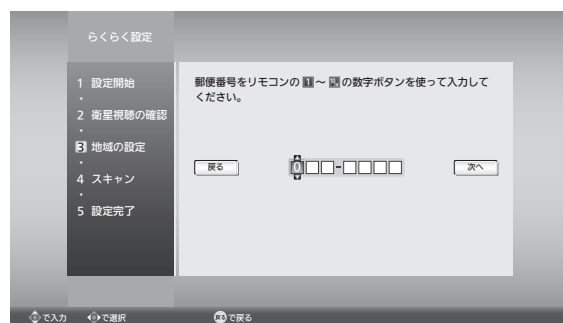 らくらく設定
1 設定開始
2 衛星視聴の確認
3 地域の設定
4 スキャン
5 設定完了
郵便番号をリモコンの 1 ~ の数字ボタンを使って入力して
ください。
戻る 0 - 次へ
で入力 で選択 戻る で戻る